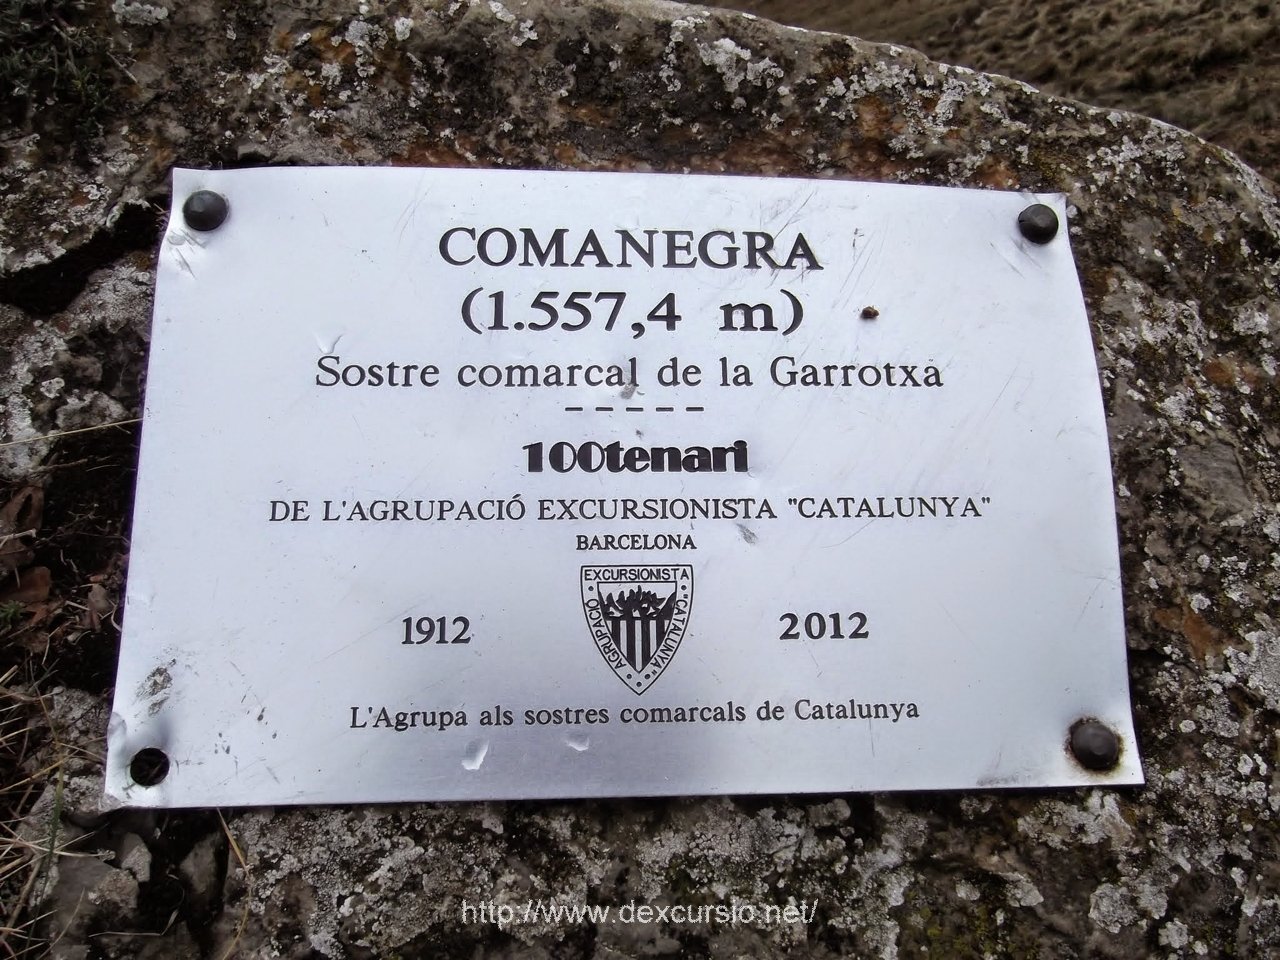 COMANEGRA
(1.557,4 m)
Sostre comarcal de la Garrotxa
-----
100tenari
DE L'AGRUPACIÓ EXCURSIONISTA "CATALUNYA"
BARCELONA
EXCURSIONISTA
AGRUPACIÓ "CATALUNYA"
1912 2012
L'Agrupa als sostres comarcals de Catalunya
http://www.dexcursio.net/